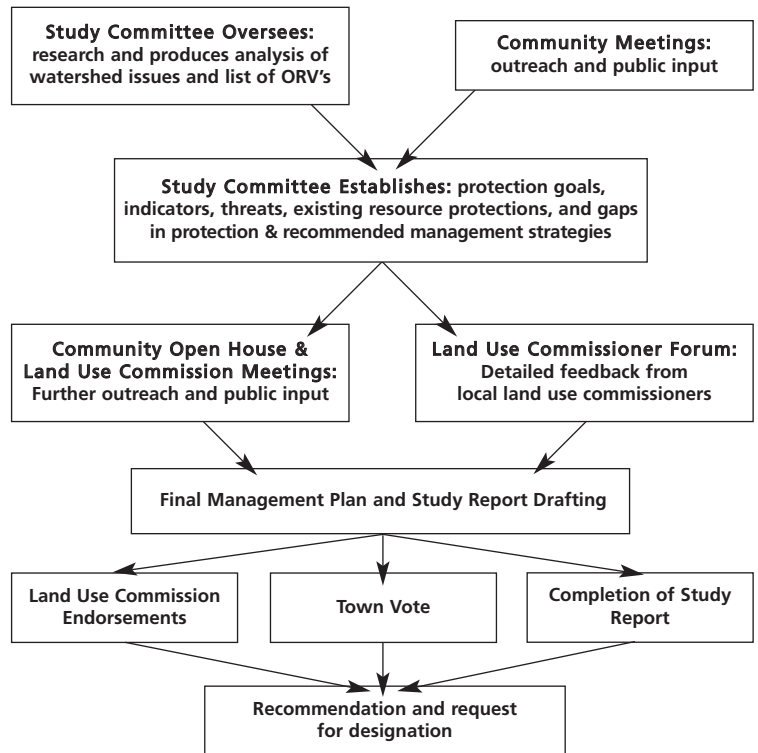 Study Committee Oversees:
research and produces analysis of
watershed issues and list of ORV's
Community Meetings:
outreach and public input
Study Committee Establishes: protection goals,
indicators, threats, existing resource protections, and gaps
in protection & recommended management strategies
Community Open House &
Land Use Commission Meetings:
Further outreach and public input
Land Use Commissioner Forum:
Detailed feedback from
local land use commissioners
Final Management Plan and Study Report Drafting
Land Use Commission
Endorsements
Town Vote
Completion of Study
Report
Recommendation and request
for designation